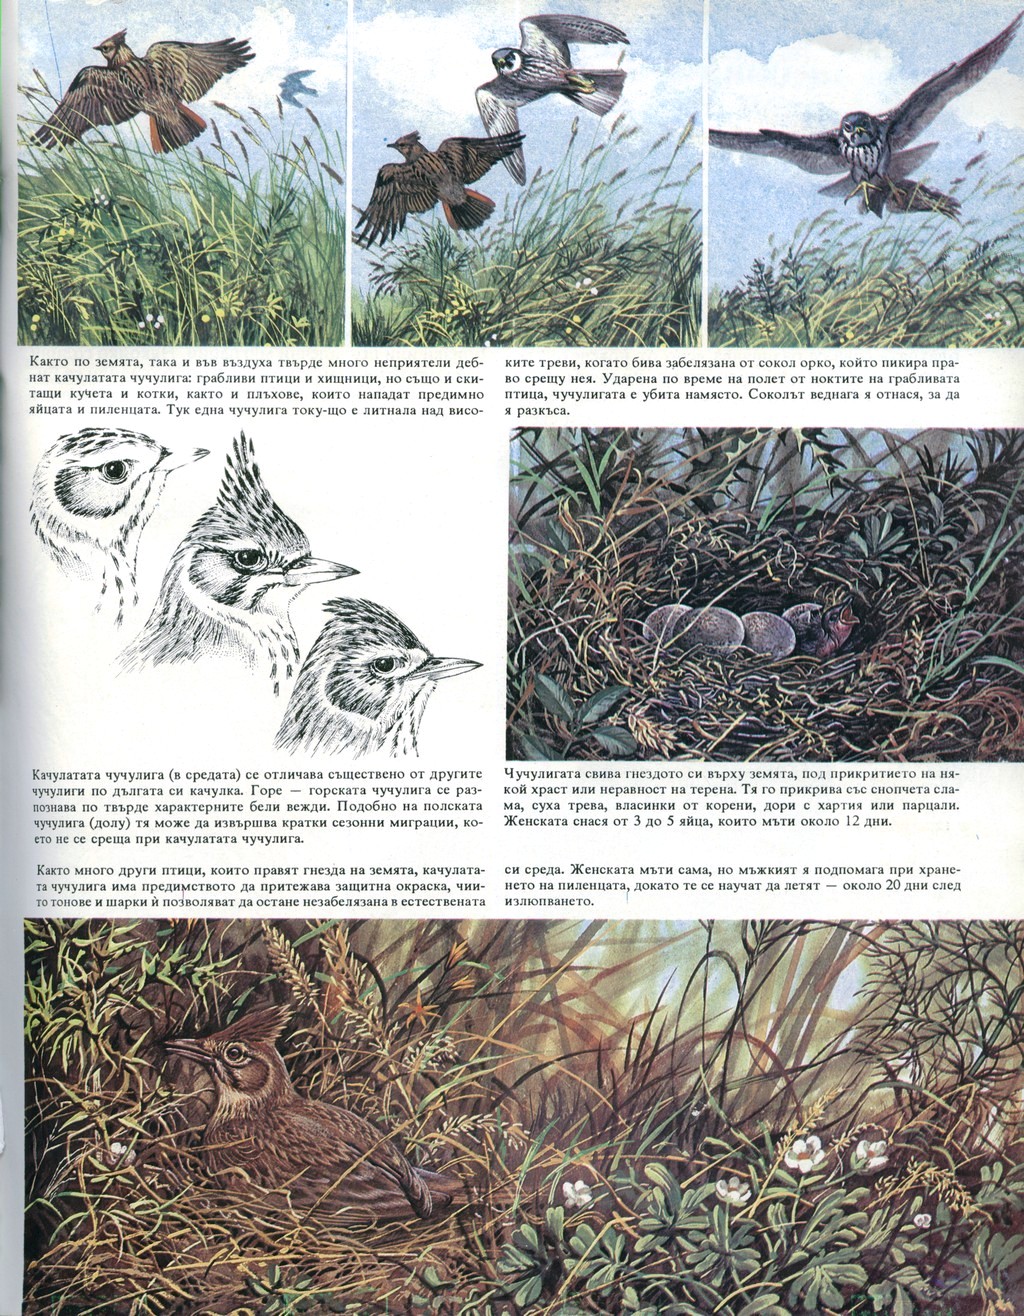 Както по земята, така и във въздуха твърде много неприятели деб-
нат качулатата чучулига: грабливи птици и хищници, но също и ски-
тащи кучета и котки, както и плъхове, които нападат предимно
яйцата и пиленцата. Тук една чучулига току-що е литнала над висо-
ките треви, когато бива забелязана от сокол орко, който пикира пра-
во срещу нея. Ударена по време на полет от ноктите на грабливата
птица, чучулигата е убита намясто. Соколът веднага я отнася, за да
я разкъса.
Качулатата чучулига (в средата) се отличава съществено от другите
чучулиги по дългата си качулка. Горе — горската чучулига се раз-
познава по твърде характерните бели вежди. Подобно на полската
чучулига (долу) тя може да извършва кратки сезонни миграции, ко-
ето не се среща при качулатата чучулига.
Чучулигата свива гнездото си върху земята, под прикритието на ня-
кой храст или неравност на терена. Тя го прикрива със снопчета сла-
ма, суха трева, власинки от корени, дори с хартия или парцали.
Женската снася от 3 до 5 яйца, които мъти около 12 дни.
Както много други птици, които правят гнезда на земята, качулата-
та чучулига има предимството да притежава защитна окраска, чии-
то тонове и шарки ѝ позволяват да остане незабелязана в естествената
си среда. Женската мъти сама, но мъжкият я подпомага при хране-
нето на пиленцата, докато те се научат да летят — около 20 дни след
излюпването.